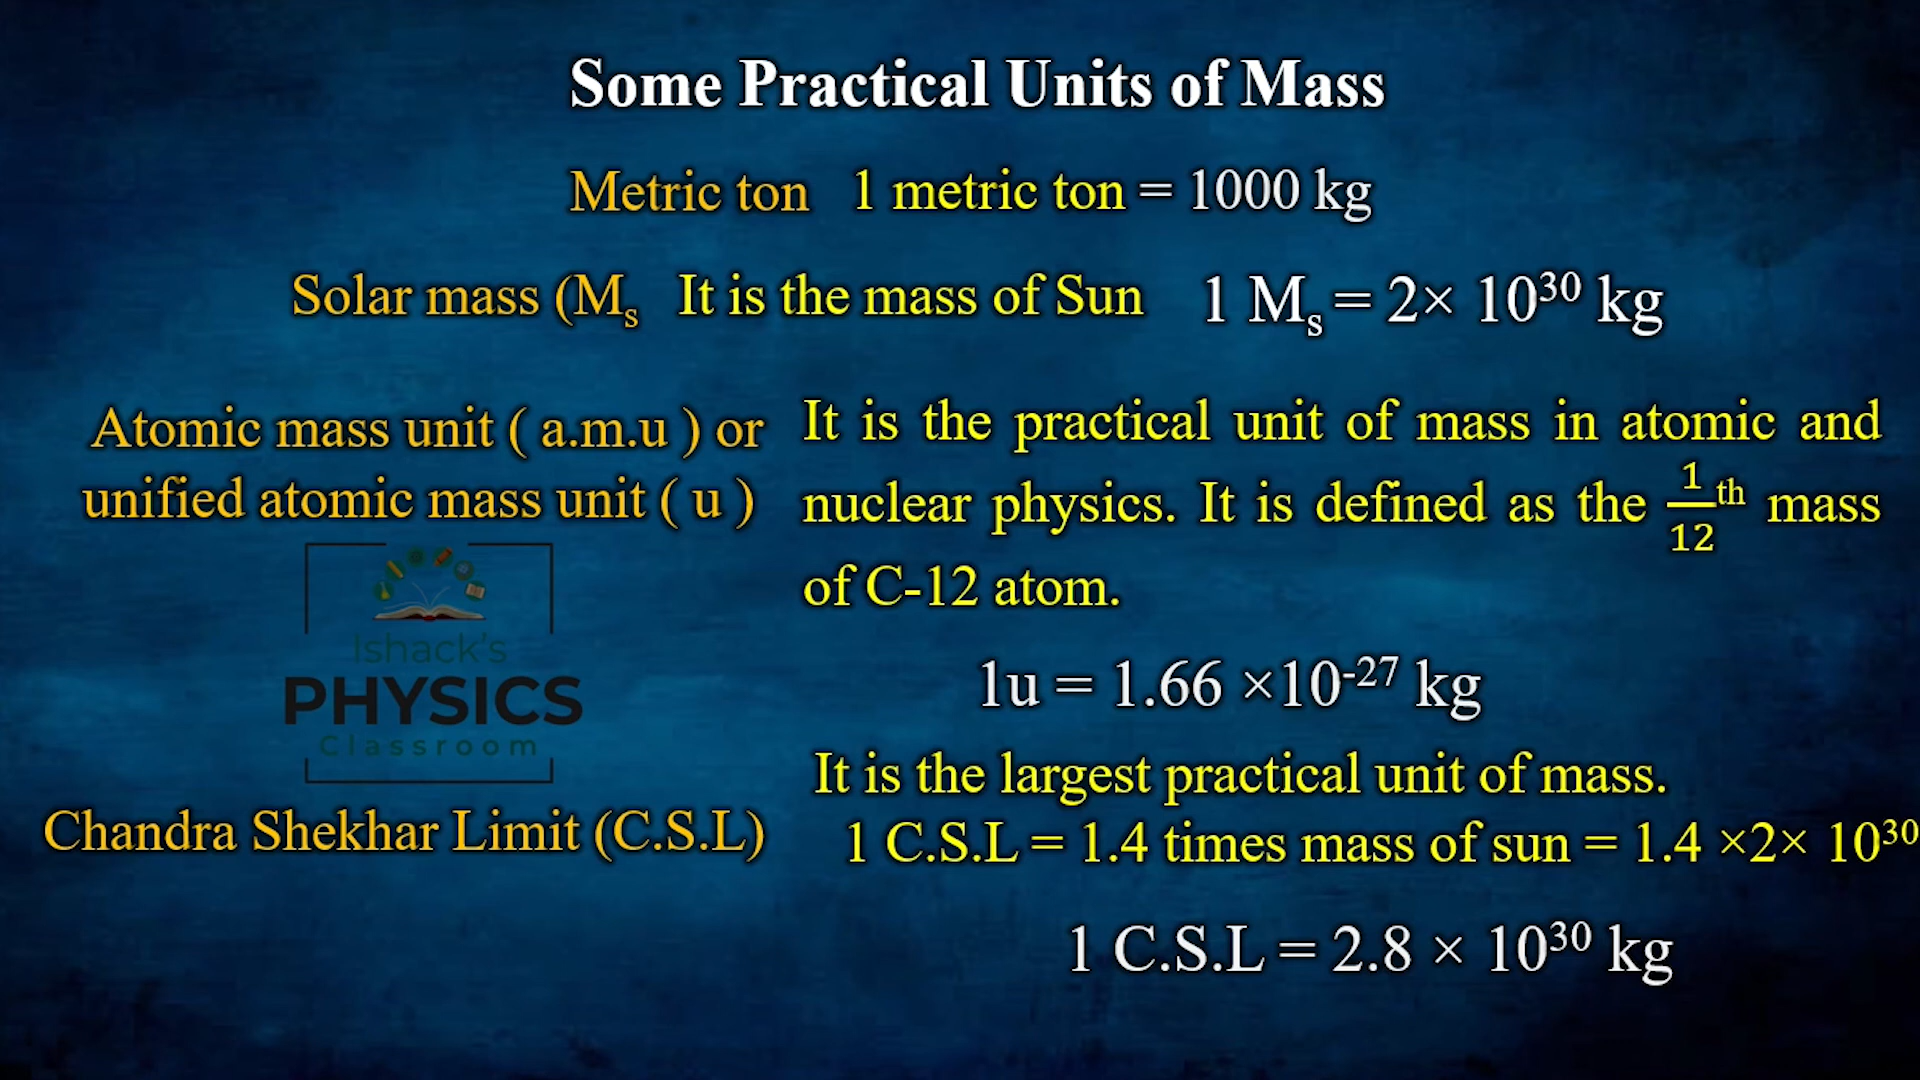 Some Practical Units of Mass
Metric ton 1 metric ton = 1000 kg
Solar mass (Mₛ It is the mass of Sun 1 Mₛ = 2× 10³⁰ kg
Atomic mass unit ( a.m.u ) or
unified atomic mass unit ( u )
It is the practical unit of mass in atomic and
nuclear physics. It is defined as the 1/12ᵗʰ mass
of C-12 atom.
1u = 1.66 ×10⁻²⁷ kg
Ishack's
PHYSICS
Classroom
Chandra Shekhar Limit (C.S.L)
It is the largest practical unit of mass.
1 C.S.L = 1.4 times mass of sun = 1.4 ×2× 10³⁰
1 C.S.L = 2.8 × 10³⁰ kg